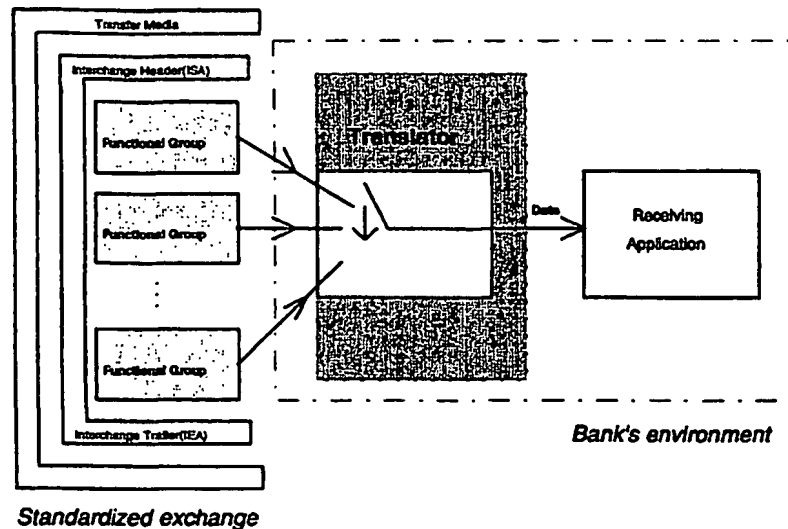 Transfer Media
Interchange Header(ISA)
Functional Group
Translator
Functional Group
Data
Receiving
Application
Functional Group
Interchange Trailer(IEA)
Bank's environment
Standardized exchange